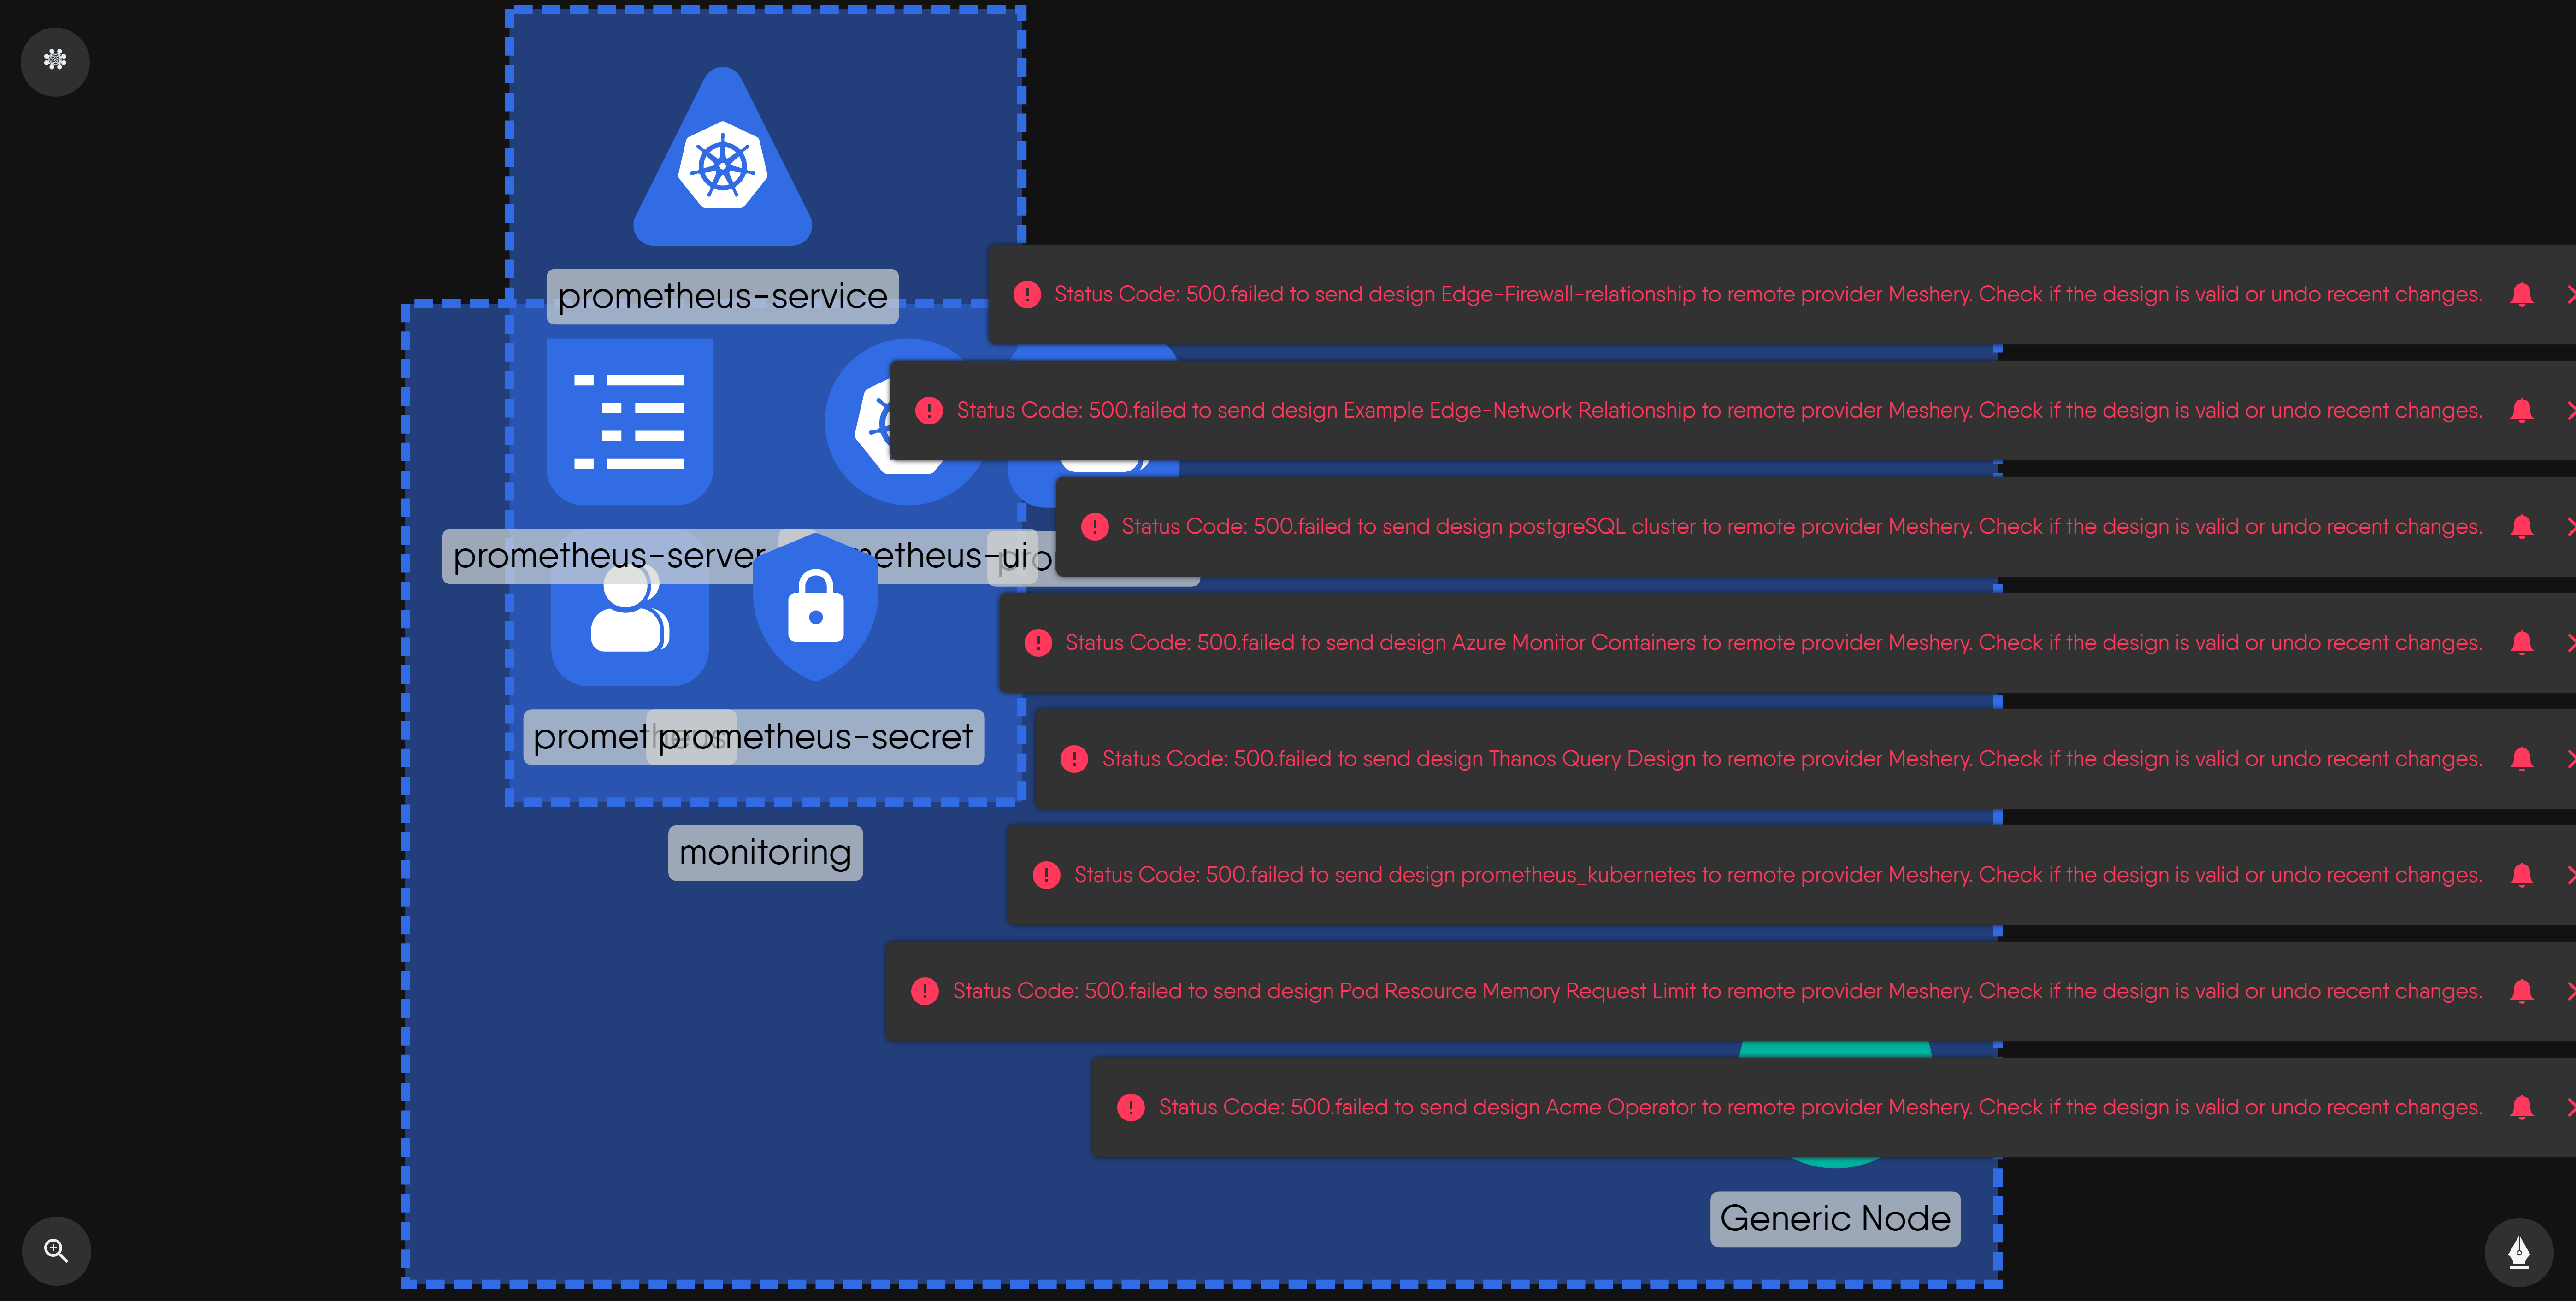 prometheus-service
Status Code: 500.failed to send design Edge-Firewall-relationship to remote provider Meshery. Check if the design is valid or undo recent changes.
Status Code: 500.failed to send design Example Edge-Network Relationship to remote provider Meshery. Check if the design is valid or undo recent changes.
Status Code: 500.failed to send design postgreSQL cluster to remote provider Meshery. Check if the design is valid or undo recent changes.
prometheus-server
Status Code: 500.failed to send design Azure Monitor Containers to remote provider Meshery. Check if the design is valid or undo recent changes.
prometheus-secret
Status Code: 500.failed to send design Thanos Query Design to remote provider Meshery. Check if the design is valid or undo recent changes.
monitoring
Status Code: 500.failed to send design prometheus_kubernetes to remote provider Meshery. Check if the design is valid or undo recent changes.
Status Code: 500.failed to send design Pod Resource Memory Request Limit to remote provider Meshery. Check if the design is valid or undo recent changes.
Status Code: 500.failed to send design Acme Operator to remote provider Meshery. Check if the design is valid or undo recent changes.
Generic Node